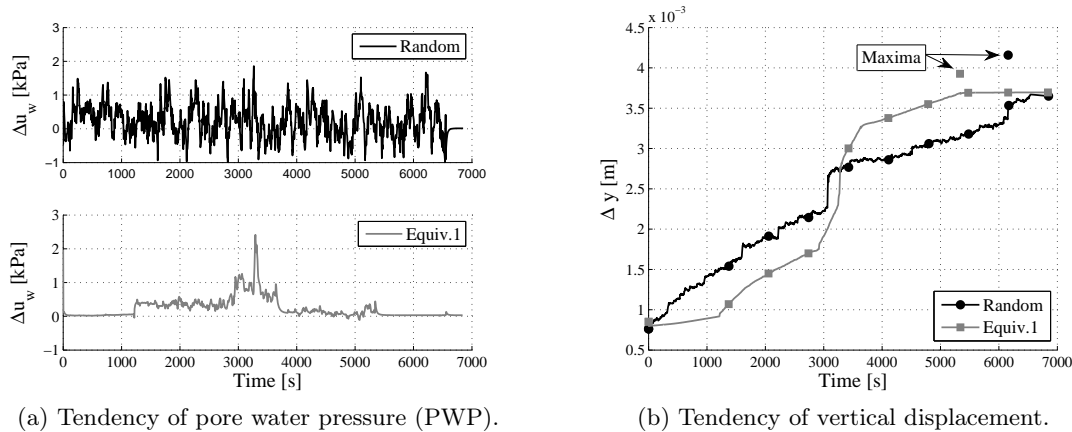 3
2
1
0
1
Δu_w [kPa]
Random
0 1000 2000 3000 4000 5000 6000 7000
3
2
1
0
−1
Δu_w [kPa]
Equiv.1
0 1000 2000 3000 4000 5000 6000 7000
Time [s]
(a) Tendency of pore water pressure (PWP).
x 10⁻³
4.5
4
3.5
3
2.5
2
1.5
1
0.5
Δ y [m]
Maxima
Random
Equiv.1
0 1000 2000 3000 4000 5000 6000 7000
Time [s]
(b) Tendency of vertical displacement.